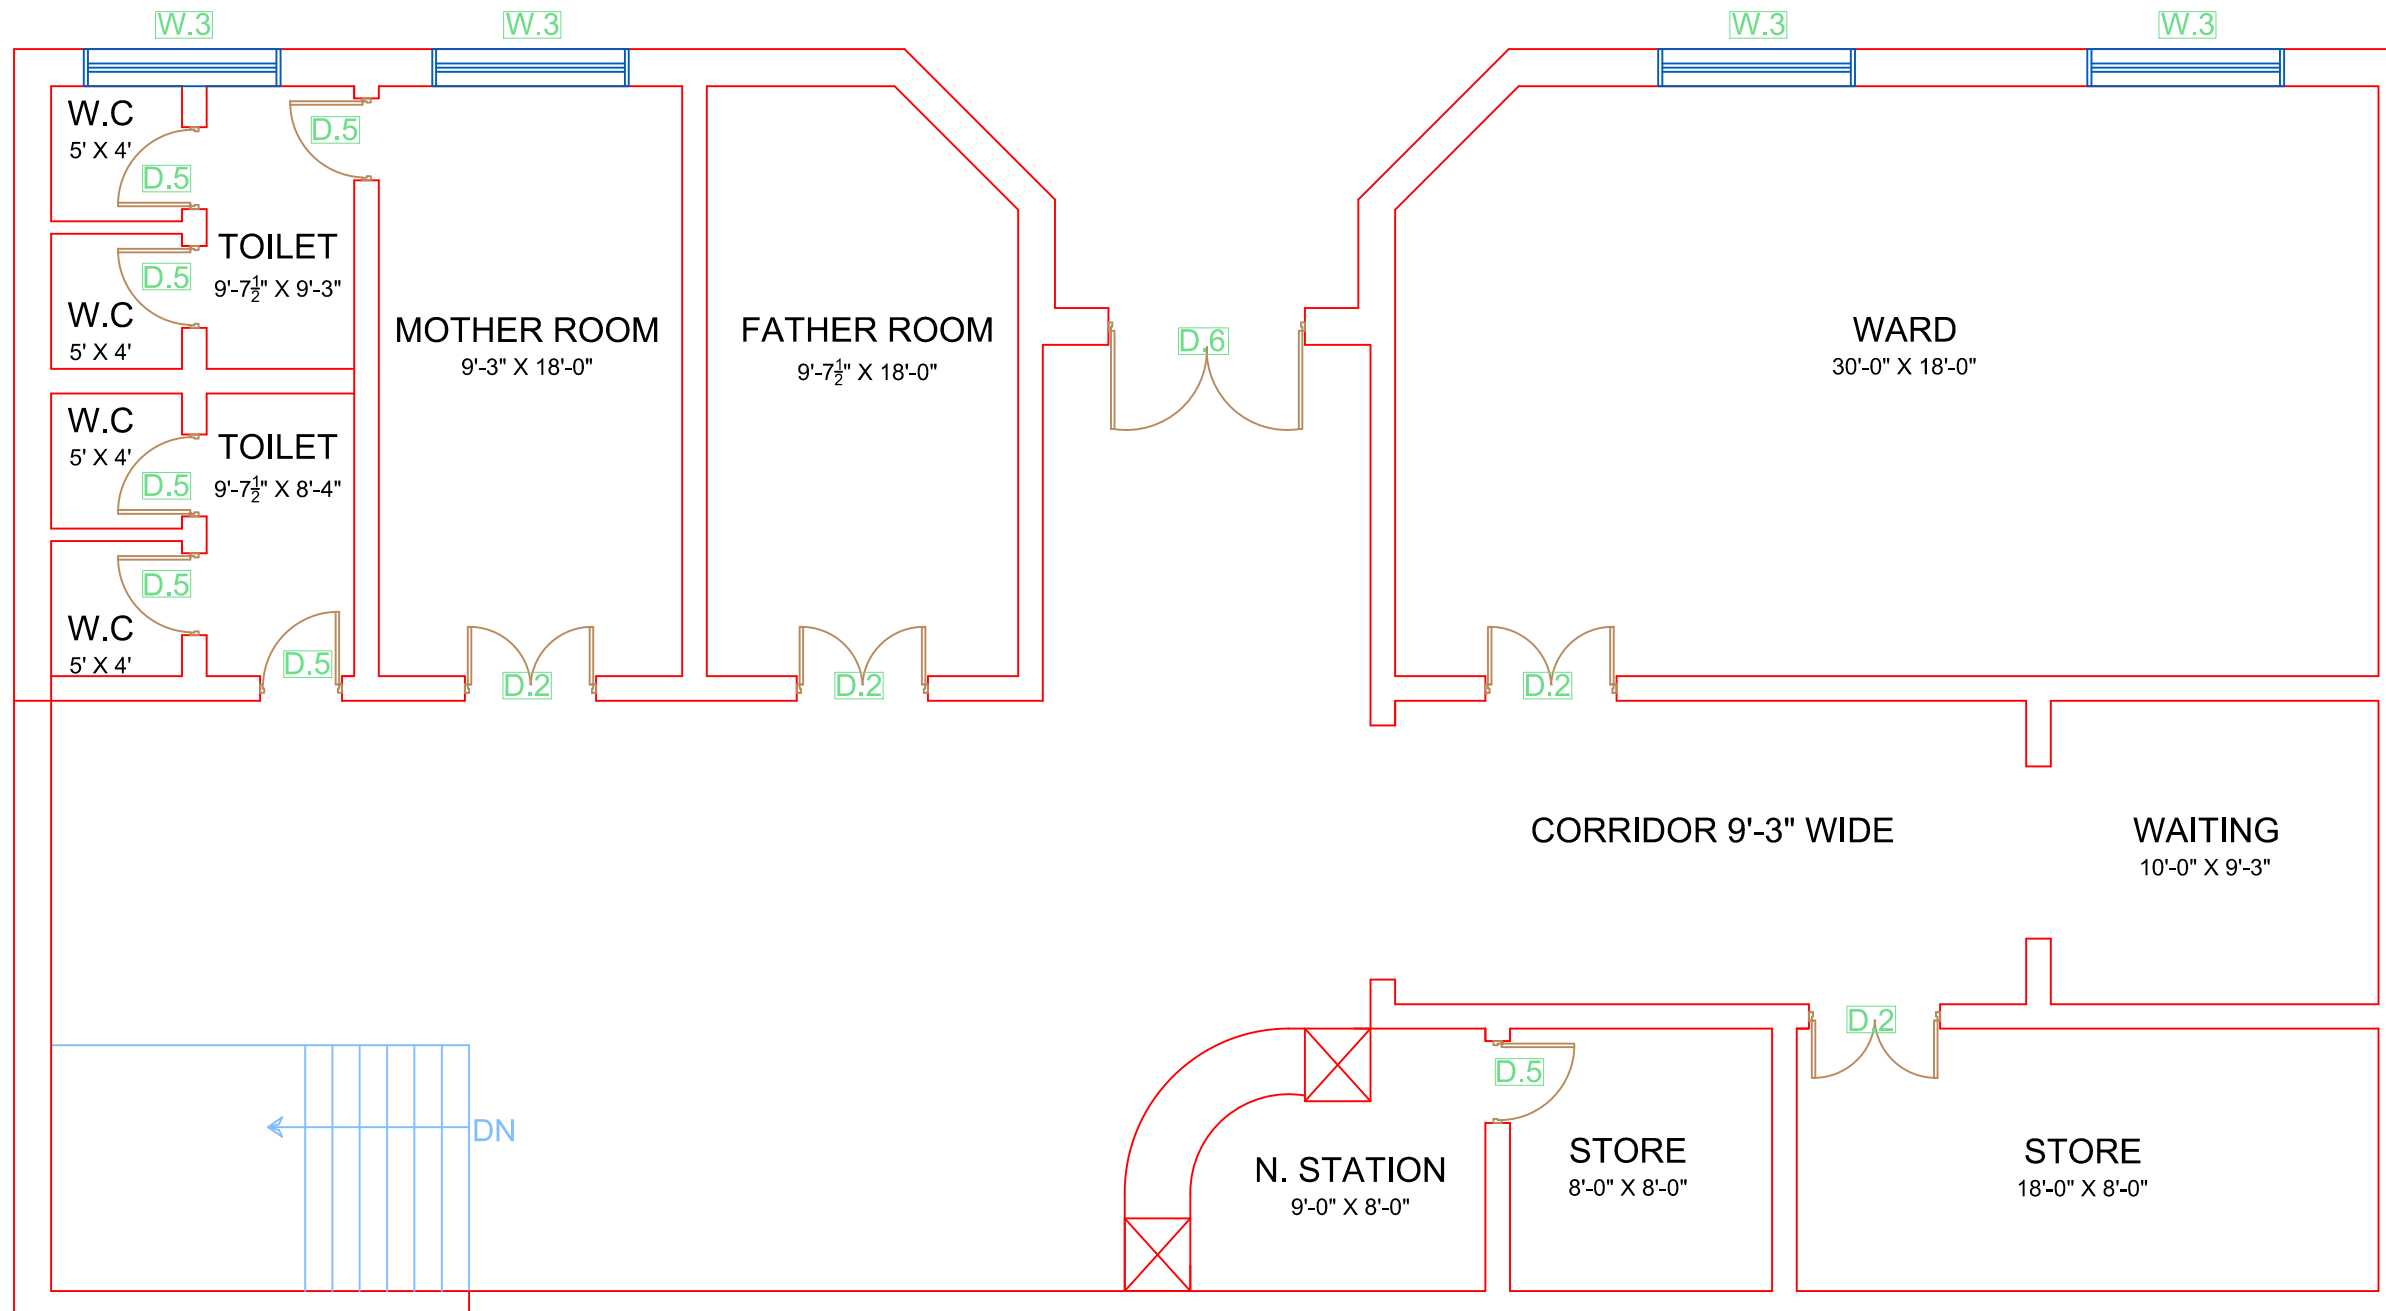 W.3
W.3
W.3
W.3
W.C
5' X 4'
D.5
D.5
TOILET
9'-7½" X 9'-3"
D.5
W.C
5' X 4'
MOTHER ROOM
9'-3" X 18'-0"
FATHER ROOM
9'-7½" X 18'-0"
D.6
WARD
30'-0" X 18'-0"
W.C
5' X 4'
TOILET
9'-7½" X 8'-4"
D.5
D.5
W.C
5' X 4'
D.5
D.2
D.2
D.2
CORRIDOR 9'-3" WIDE
WAITING
10'-0" X 9'-3"
D.2
D.5
DN
N. STATION
9'-0" X 8'-0"
STORE
8'-0" X 8'-0"
STORE
18'-0" X 8'-0"